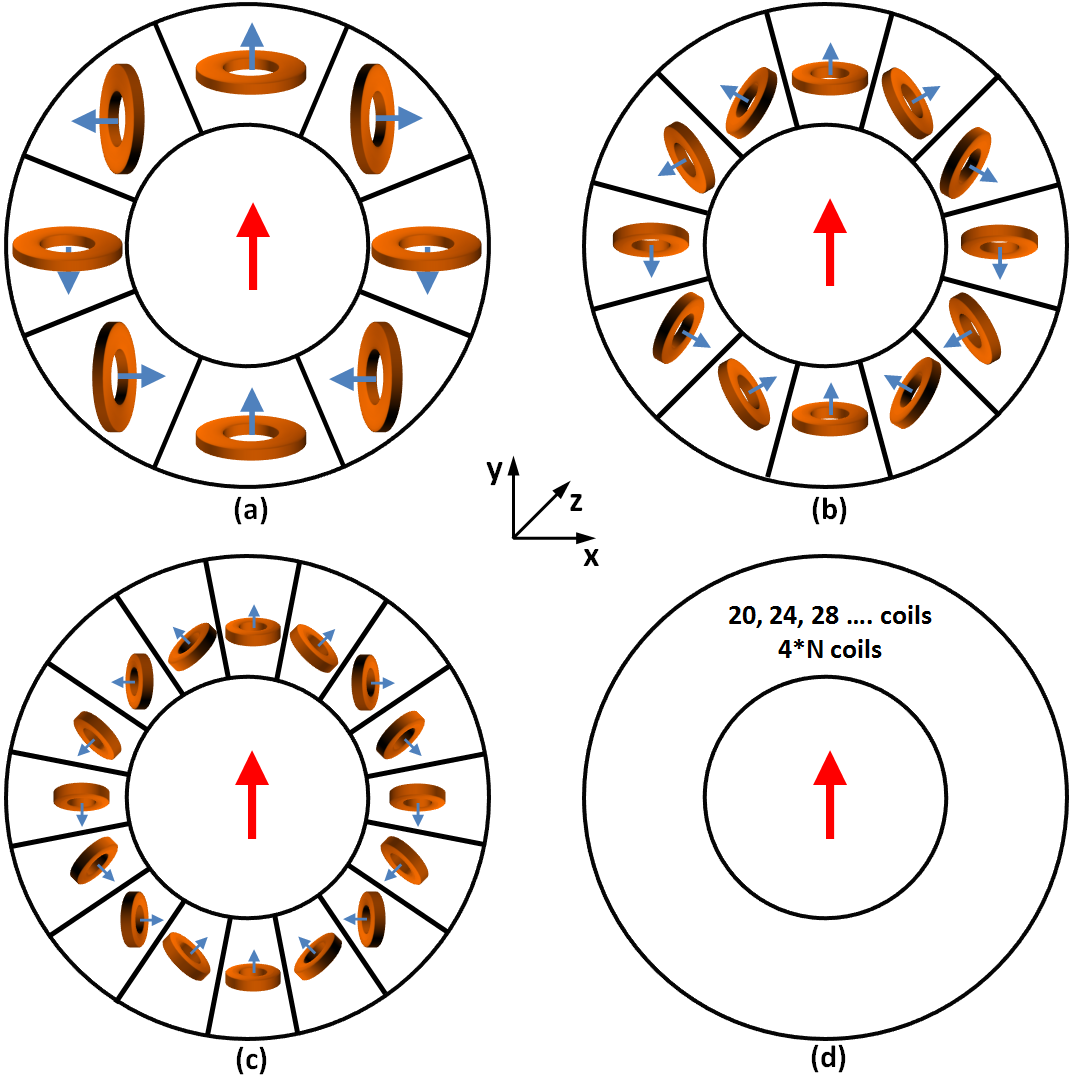 (a)
(b)
y
z
x
20, 24, 28 .... coils
4*N coils
(c)
(d)